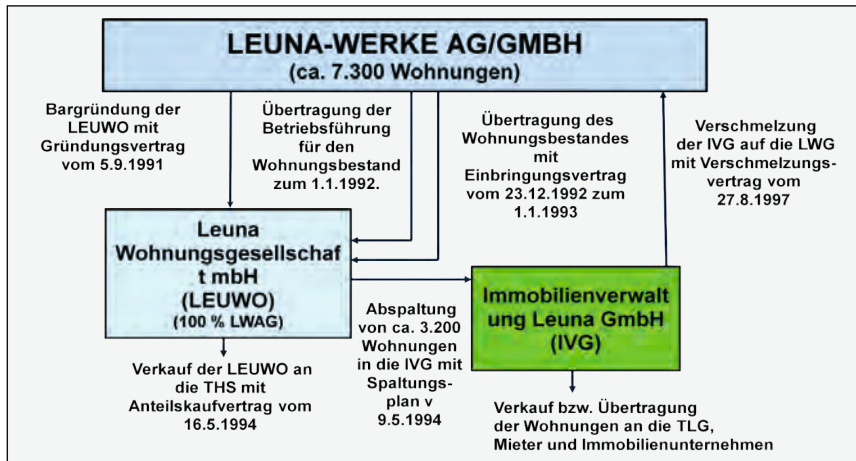 LEUNA-WERKE AG/GMBH
(ca. 7.300 Wohnungen)
Bargründung der
LEUWO mit
Gründungsvertrag
vom 5.9.1991
Übertragung der
Betriebsführung
für den
Wohnungsbestand
zum 1.1.1992.
Übertragung des
Wohnungsbestandes
mit
Einbringungsvertrag
vom 23.12.1992 zum
1.1.1993
Verschmelzung
der IVG auf die LWG
mit Verschmelzungs-
vertrag vom
27.8.1997
Leuna
Wohnungsgesellschaf
t mbH
(LEUWO)
(100 % LWAG)
Immobilienverwalt
ung Leuna GmbH
(IVG)
Abspaltung
von ca. 3.200
Wohnungen
in die IVG mit
Spaltungs-
plan v
9.5.1994
Verkauf der LEUWO an
die THS mit
Anteilskaufvertrag vom
16.5.1994
Verkauf bzw. Übertragung
der Wohnungen an die TLG,
Mieter und Immobilienunternehmen